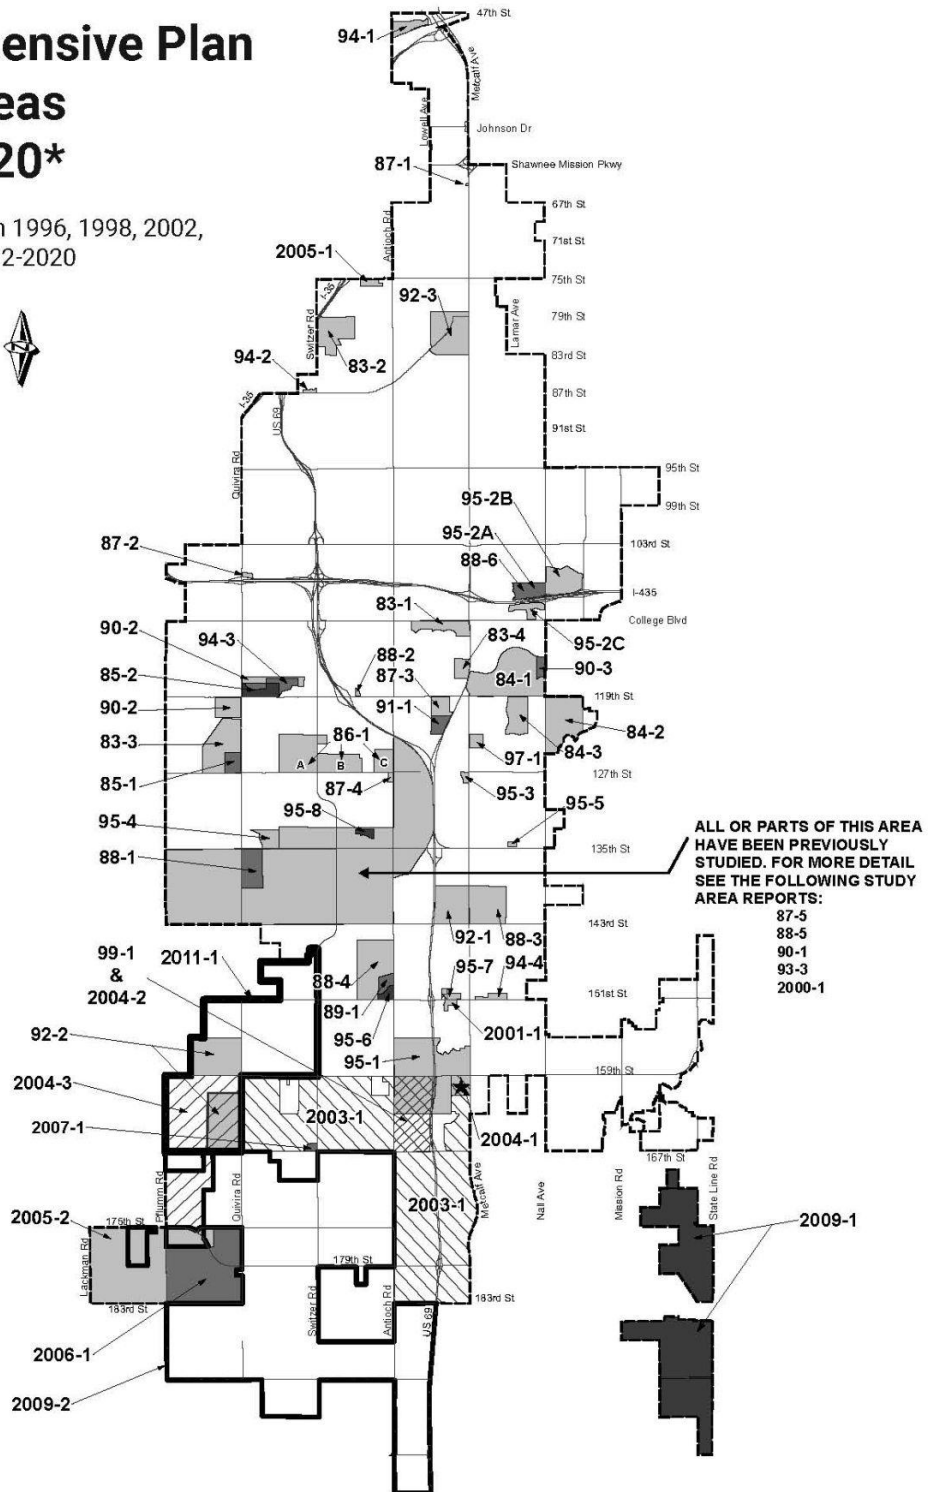 ensive Plan
eas
20*
n 1996, 1998, 2002,
2-2020
N
47th St
94-1
Metcalf Ave
Lowell Ave
Johnson Dr
87-1
Shawnee Mission Pkwy
67th St
Antioch Rd
71st St
2005-1
75th St
I-35
92-3
Switzer Rd
Lamar Ave
79th St
83rd St
94-2
83-2
87th St
I-35
US 69
91st St
Quivira Rd
95th St
95-2B
99th St
95-2A
87-2
103rd St
88-6
I-435
83-1
College Blvd
90-2
94-3
83-4
95-2C
88-2
85-2
87-3
84-1
90-3
119th St
90-2
91-1
84-2
86-1
83-3
97-1
84-3
A
B
C
127th St
85-1
87-4
95-3
95-8
95-5
95-4
135th St
88-1
ALL OR PARTS OF THIS AREA
HAVE BEEN PREVIOUSLY
STUDIED. FOR MORE DETAIL
SEE THE FOLLOWING STUDY
AREA REPORTS:
87-5
88-5
90-1
93-3
2000-1
143rd St
92-1
88-3
99-1
&
2004-2
2011-1
95-7
94-4
88-4
151st St
89-1
2001-1
92-2
95-6
95-1
159th St
2004-3
2003-1
2007-1
2004-1
167th St
Pflumm Rd
Quivira Rd
2003-1
Metcalf Ave
Nall Ave
Mission Rd
State Line Rd
2005-2
175th St
2009-1
Lackman Rd
179th St
183rd St
Switzer Rd
Antioch Rd
US 69
183rd St
2006-1
2009-2